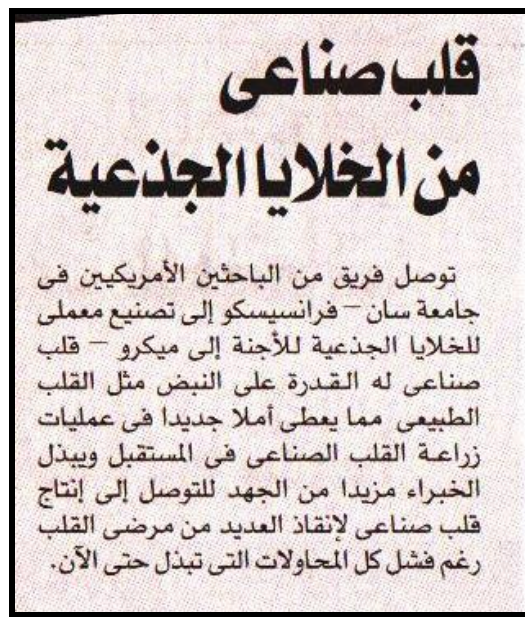 قلب صناعى
من الخلايا الجذعية
توصل فريق من الباحثين الأمريكيين فى
جامعة سان – فرانسيسكو إلى تصنيع معملى
للخلايا الجذعية للأجنة إلى ميكرو – قلب
صناعى له القدرة على النبض مثل القلب
الطبيعى مما يعطى أملا جديدا فى عمليات
زراعة القلب الصناعى فى المستقبل ويبذل
الخبراء مزيدا من الجهد للتوصل إلى إنتاج
قلب صناعى لإنقاذ العديد من مرضى القلب
رغم فشل كل المحاولات التى تبذل حتى الآن.